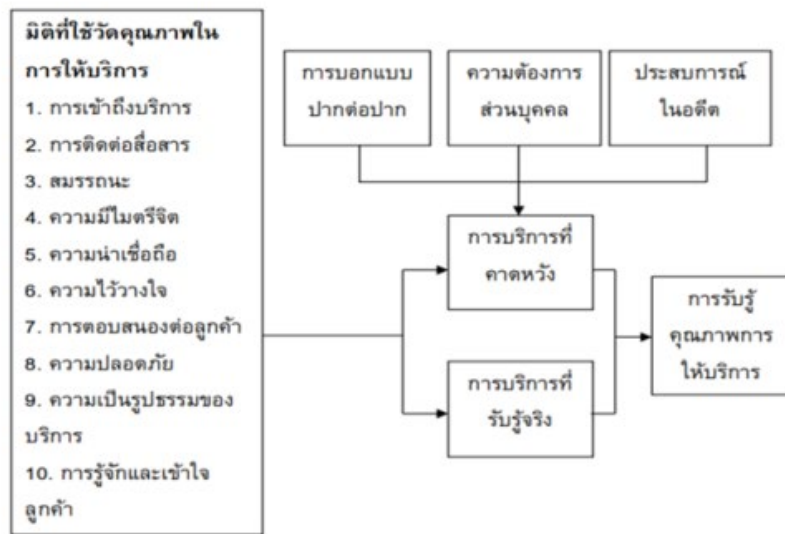 มิติที่ใช้วัดคุณภาพใน
การให้บริการ
1. การเข้าถึงบริการ
2. การติดต่อสื่อสาร
3. สมรรถนะ
4. ความมีไมตรีจิต
5. ความน่าเชื่อถือ
6. ความไว้วางใจ
7. การตอบสนองต่อลูกค้า
8. ความปลอดภัย
9. ความเป็นรูปธรรมของ
บริการ
10. การรู้จักและเข้าใจ
ลูกค้า
การบอกแบบ
ปากต่อปาก
ความต้องการ
ส่วนบุคคล
ประสบการณ์
ในอดีต
การบริการที่
คาดหวัง
การบริการที่
รับรู้จริง
การรับรู้
คุณภาพการ
ให้บริการ